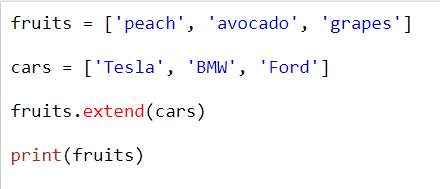 fruits = ['peach', 'avocado', 'grapes']
cars = ['Tesla', 'BMW', 'Ford']
fruits.extend(cars)
print(fruits)